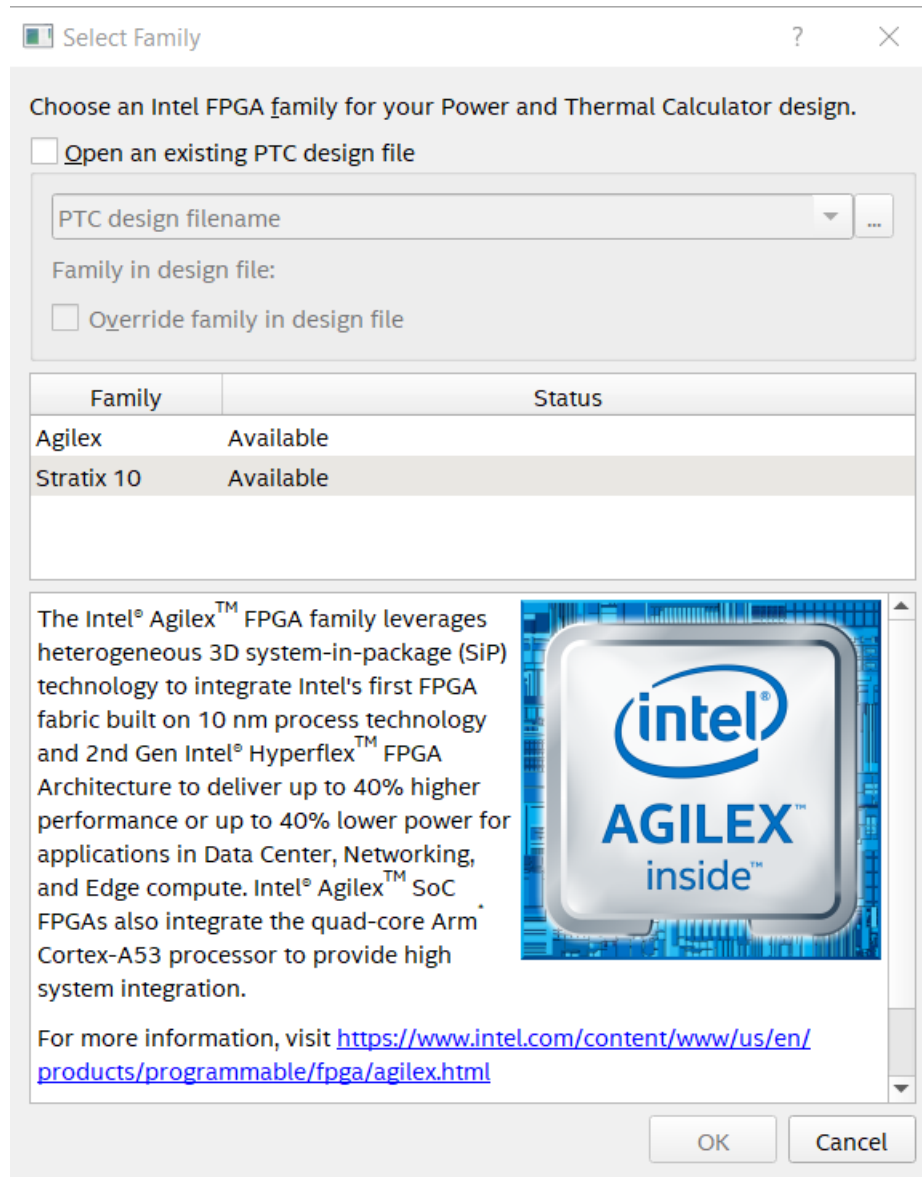 Select Family
?
Choose an Intel FPGA family for your Power and Thermal Calculator design.
Open an existing PTC design file
PTC design filename
...
Family in design file:
Override family in design file
Family Status
Agilex Available
Stratix 10 Available
The Intel® Agilex™ FPGA family leverages
heterogeneous 3D system-in-package (SiP)
technology to integrate Intel's first FPGA
fabric built on 10 nm process technology
and 2nd Gen Intel® Hyperflex™ FPGA
Architecture to deliver up to 40% higher
performance or up to 40% lower power for
applications in Data Center, Networking,
and Edge compute. Intel® Agilex™ SoC
FPGAs also integrate the quad-core Arm*
Cortex-A53 processor to provide high
system integration.
intel®
AGILEX™
inside™
For more information, visit https://www.intel.com/content/www/us/en/
products/programmable/fpga/agilex.html
OK Cancel